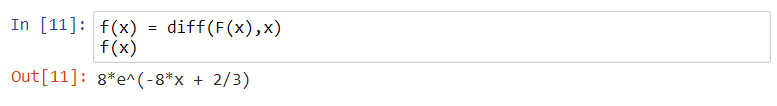 In [11]: f(x) = diff(F(x),x)
f(x)
Out[11]: 8*e^(-8*x + 2/3)